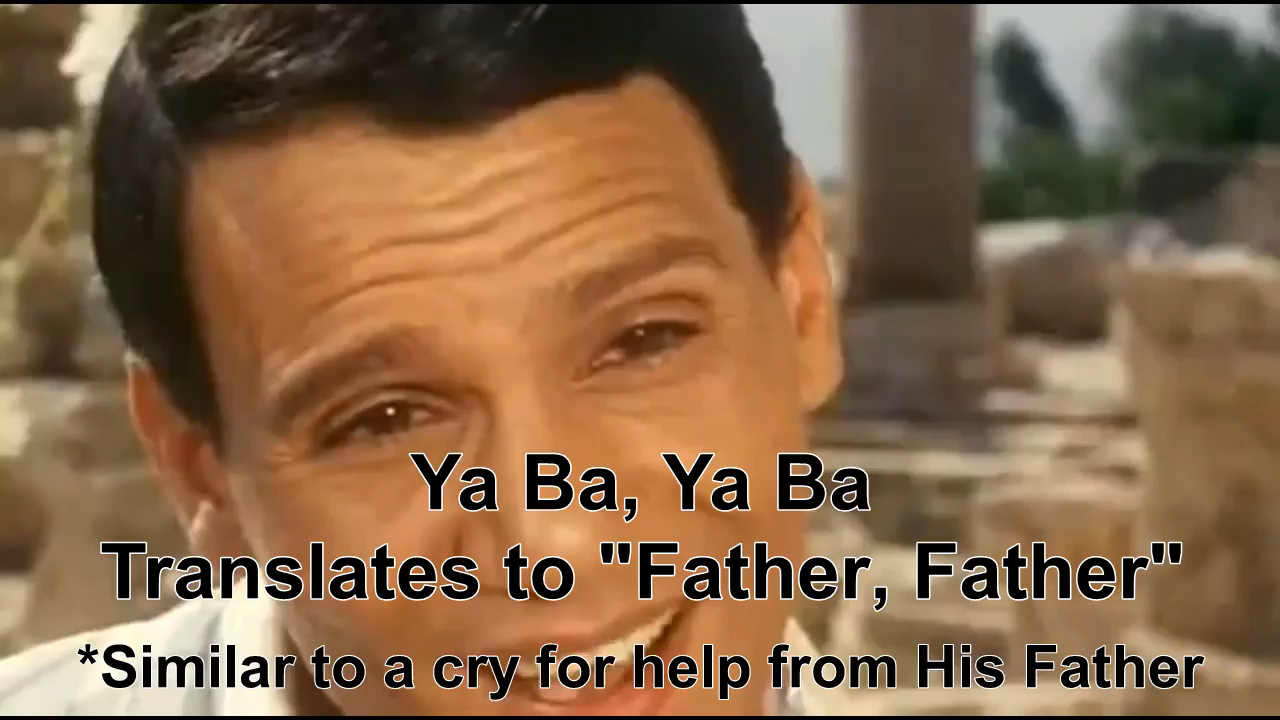 Ya Ba, Ya Ba
Translates to "Father, Father"
*Similar to a cry for help from His Father